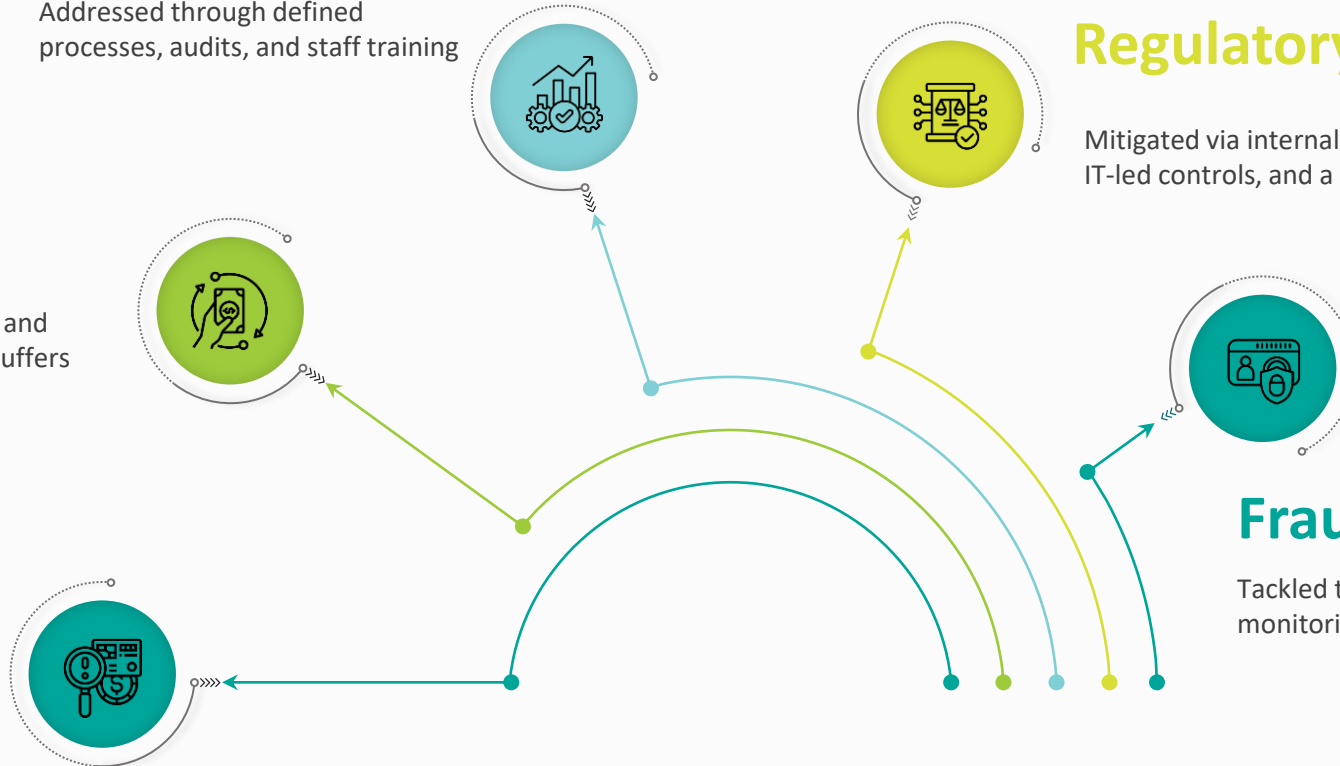 Addressed through defined
processes, audits, and staff training
Regulatory
Mitigated via internal
IT-led controls, and a
and
uffers
Frau
Tackled t
monitori